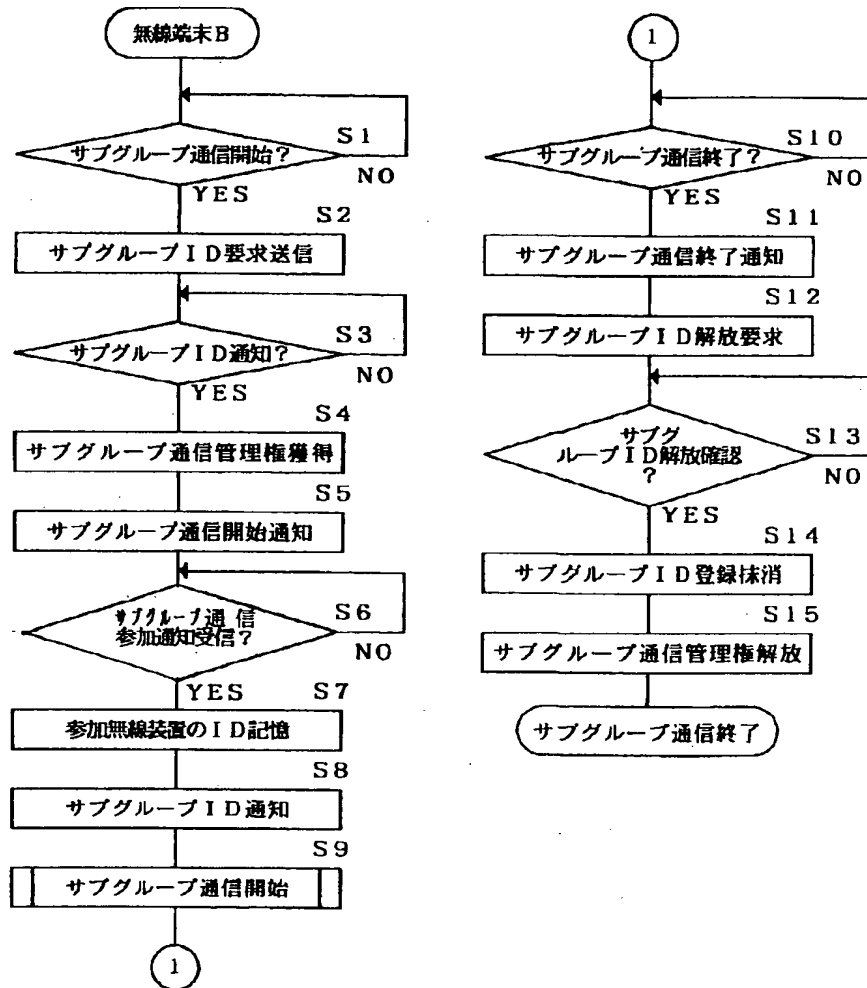 無線端末B
サブグループ通信開始?
S1
NO
YES
S2
サブグループID要求送信
サブグループID通知?
S3
NO
YES
S4
サブグループ通信管理権獲得
S5
サブグループ通信開始通知
サブグループ通信
参加通知受信?
S6
NO
YES
S7
参加無線装置のID記憶
S8
サブグループID通知
S9
サブグループ通信開始
1
1
サブグループ通信終了?
S10
NO
YES
S11
サブグループ通信終了通知
S12
サブグループID解放要求
サブグ
ループID解放確認
?
S13
NO
YES
S14
サブグループID登録抹消
S15
サブグループ通信管理権解放
サブグループ通信終了